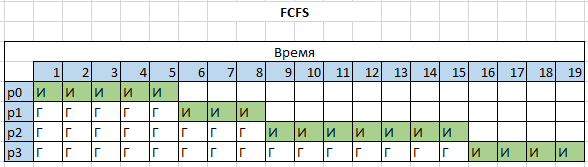 FCFS
Время
1 2 3 4 5 6 7 8 9 10 11 12 13 14 15 16 17 18 19
p0 И И И И И
p1 Г Г Г Г Г И И И
p2 Г Г Г Г Г Г Г Г И И И И И И И
p3 Г Г Г Г Г Г Г Г Г Г Г Г Г Г Г И И И И